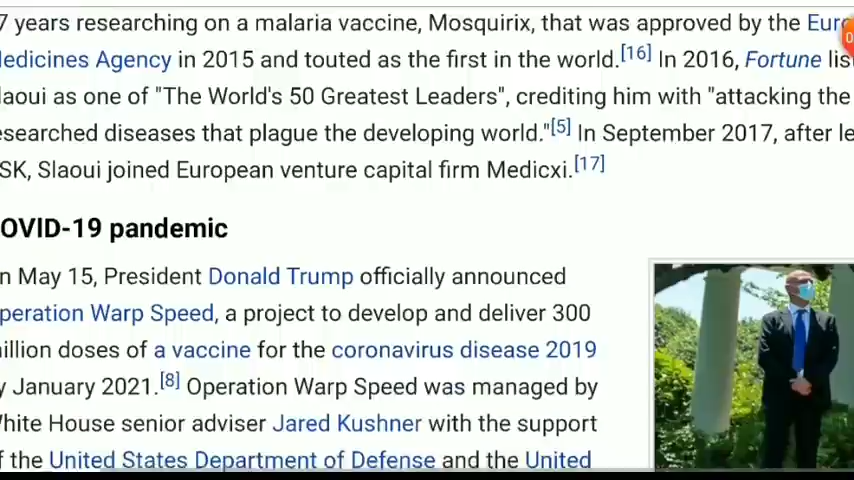 7 years researching on a malaria vaccine, Mosquirix, that was approved by the Euro
edicines Agency in 2015 and touted as the first in the world.[16] In 2016, Fortune lis
laoui as one of "The World's 50 Greatest Leaders", crediting him with "attacking the
esearched diseases that plague the developing world."[5] In September 2017, after le
SK, Slaoui joined European venture capital firm Medicxi.[17]
OVID-19 pandemic
n May 15, President Donald Trump officially announced
peration Warp Speed, a project to develop and deliver 300
illion doses of a vaccine for the coronavirus disease 2019
y January 2021.[8] Operation Warp Speed was managed by
hite House senior adviser Jared Kushner with the support
f the United States Department of Defense and the United